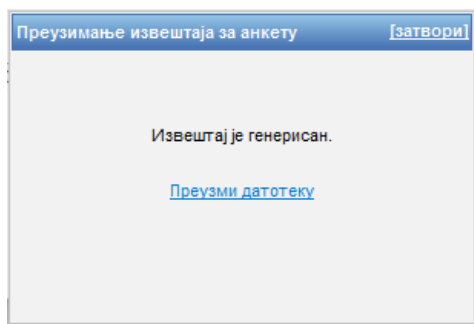 Преузимање извештаја за анкету [затвори]
Извештај је генерисан.
Преузми датотеку